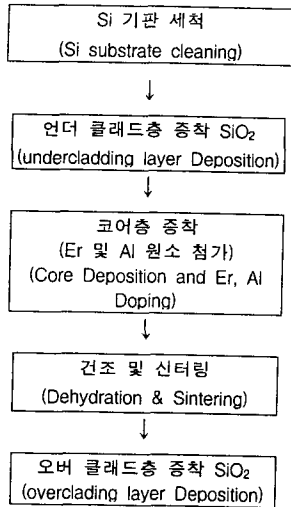 Si 기판 세척
(Si substrate cleaning)
↓
언더 클래드층 증착 SiO₂
(undercladding layer Deposition)
↓
코어층 증착
(Er 및 Al 원소 첨가)
(Core Deposition and Er, Al
Doping)
↓
건조 및 신터링
(Dehydration & Sintering)
↓
오버 클래드층 증착 SiO₂
(overclading layer Deposition)